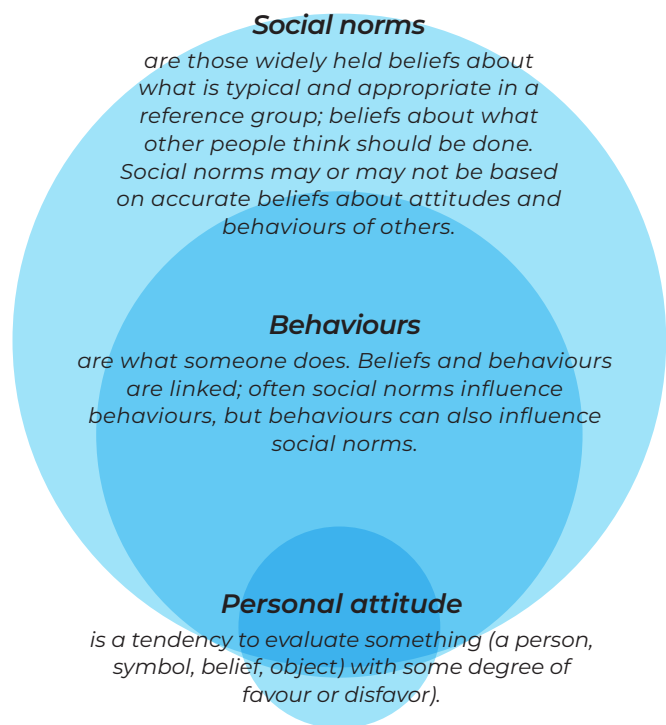 Social norms
are those widely held beliefs about
what is typical and appropriate in a
reference group; beliefs about what
other people think should be done.
Social norms may or may not be based
on accurate beliefs about attitudes and
behaviours of others.
Behaviours
are what someone does. Beliefs and behaviours
are linked; often social norms influence
behaviours, but behaviours can also influence
social norms.
Personal attitude
is a tendency to evaluate something (a person,
symbol, belief, object) with some degree of
favour or disfavor).